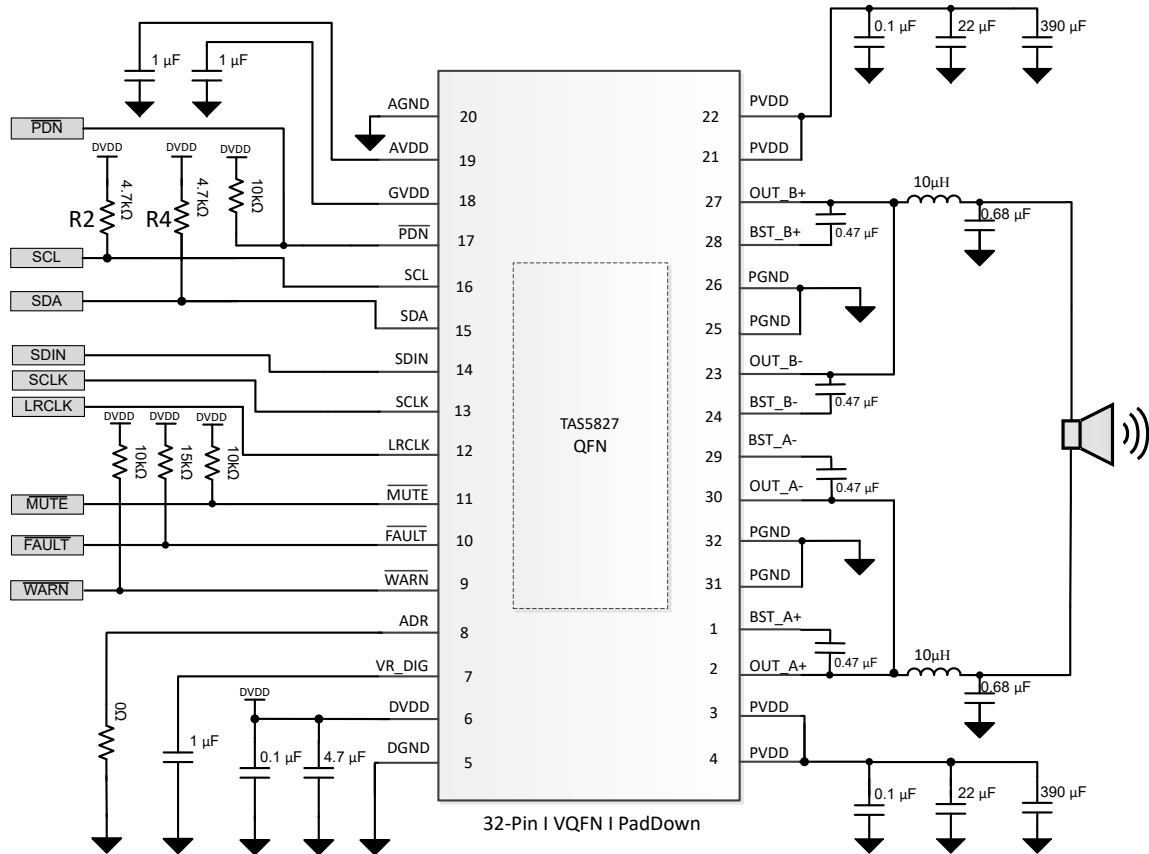 1 µF
1 µF
0.1 µF
22 µF
390 µF
PDN
DVDD
DVDD
DVDD
4.7kΩ
4.7kΩ
10kΩ
R2
R4
SCL
SDA
SDIN
SCLK
LRCLK
DVDD
DVDD
DVDD
10kΩ
15kΩ
10kΩ
MUTE
FAULT
WARN
0Ω
1 µF
DVDD
0.1 µF
4.7 µF
AGND 20
AVDD 19
GVDD 18
PDN 17
SCL 16
SDA 15
SDIN 14
SCLK 13
LRCLK 12
MUTE 11
FAULT 10
WARN 9
ADR 8
VR_DIG 7
DVDD 6
DGND 5
TAS5827
QFN
22 PVDD
21 PVDD
27 OUT_B+
28 BST_B+
26 PGND
25 PGND
23 OUT_B-
24 BST_B-
29 BST_A-
30 OUT_A-
32 PGND
31 PGND
1 BST_A+
2 OUT_A+
3 PVDD
4 PVDD
10µH
0.68 µF
0.47 µF
0.47 µF
0.47 µF
0.47 µF
10µH
0.68 µF
0.1 µF
22 µF
390 µF
32-Pin I VQFN I PadDown